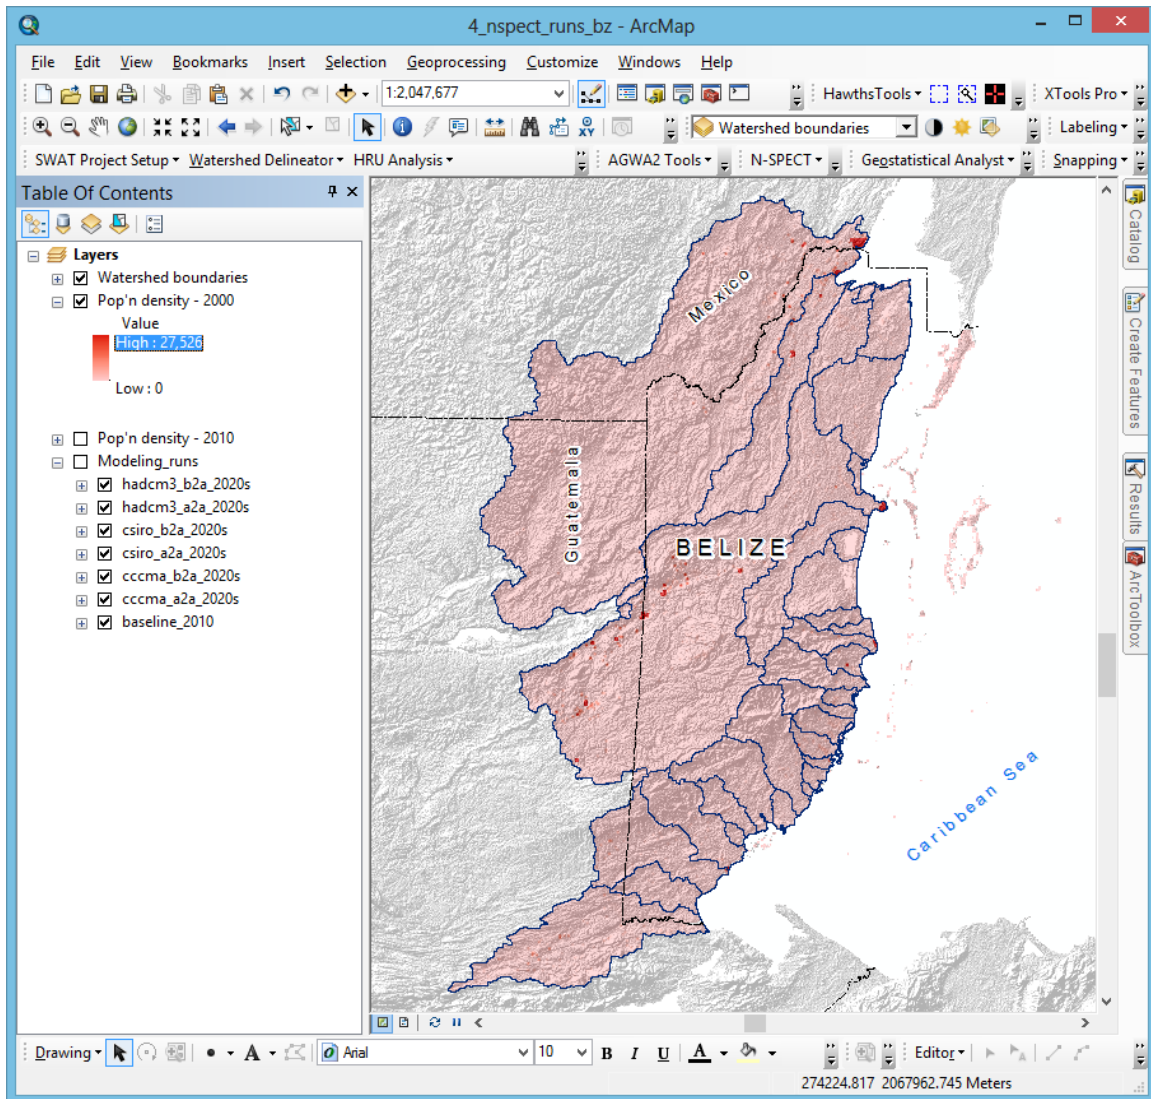 4_nspect_runs_bz - ArcMap
File Edit View Bookmarks Insert Selection Geoprocessing Customize Windows Help
1:2,047,677 HawthsTools XTools Pro
Watershed boundaries Labeling
SWAT Project Setup Watershed Delineator HRU Analysis AGWA2 Tools N-SPECT Geostatistical Analyst Snapping
Table Of Contents
Layers
Watershed boundaries
Pop'n density - 2000
Value
High : 27,526
Low : 0
Pop'n density - 2010
Modeling_runs
hadcm3_b2a_2020s
hadcm3_a2a_2020s
csiro_b2a_2020s
csiro_a2a_2020s
cccma_b2a_2020s
cccma_a2a_2020s
baseline_2010
Mexico
Guatemala
BELIZE
Caribbean Sea
Catalog
Create Features
Results
ArcToolbox
Drawing A Arial 10 B I U A Editor
274224.817 2067962.745 Meters